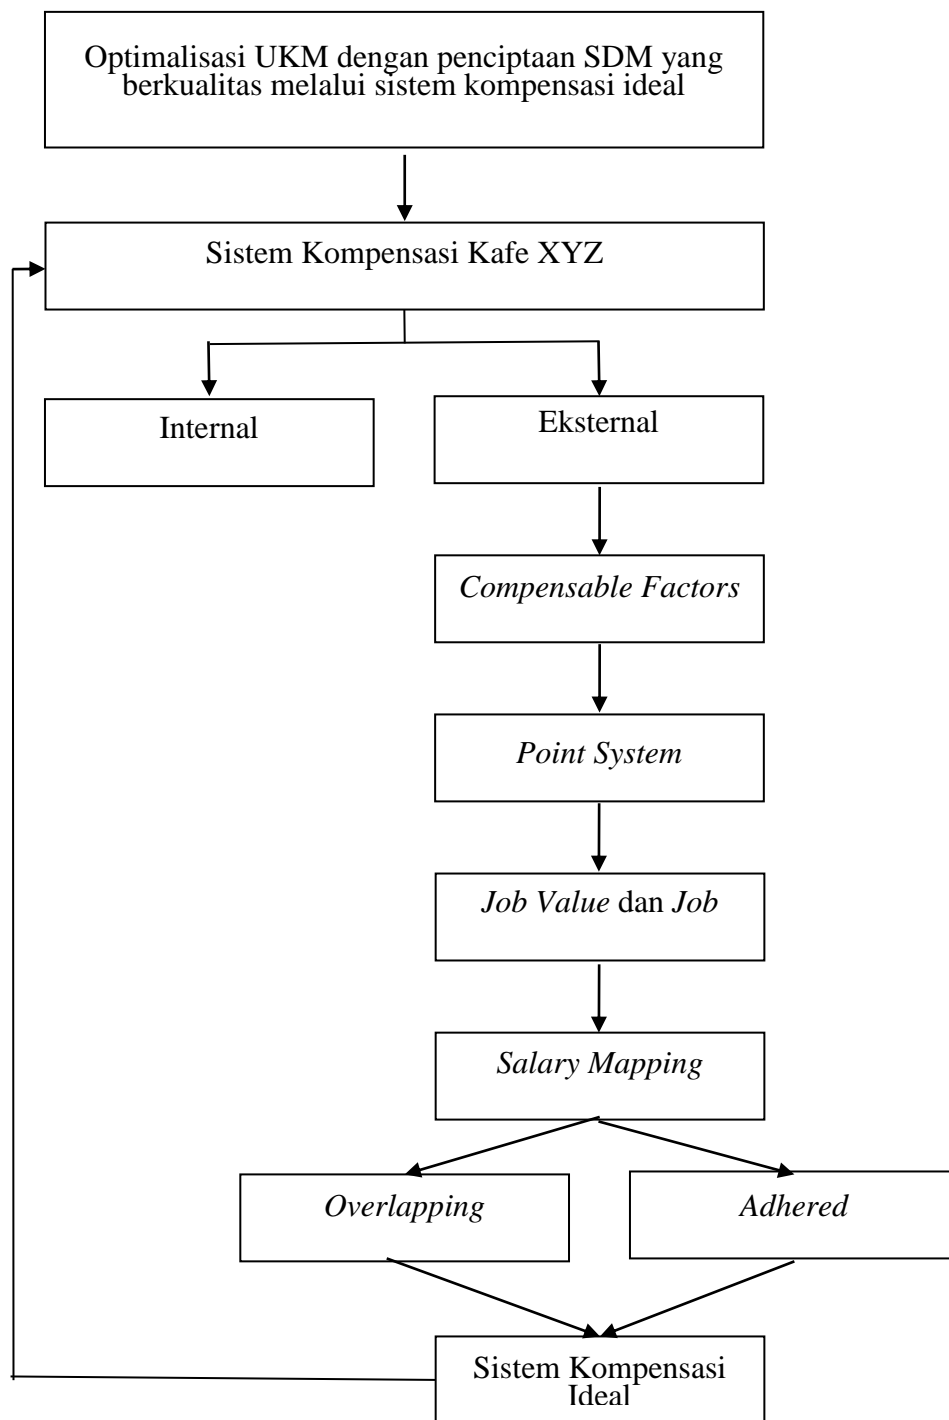 Optimalisasi UKM dengan penciptaan SDM yang
berkualitas melalui sistem kompensasi ideal
Sistem Kompensasi Kafe XYZ
Internal
Eksternal
Compensable Factors
Point System
Job Value dan Job
Salary Mapping
Overlapping
Adhered
Sistem Kompensasi
Ideal